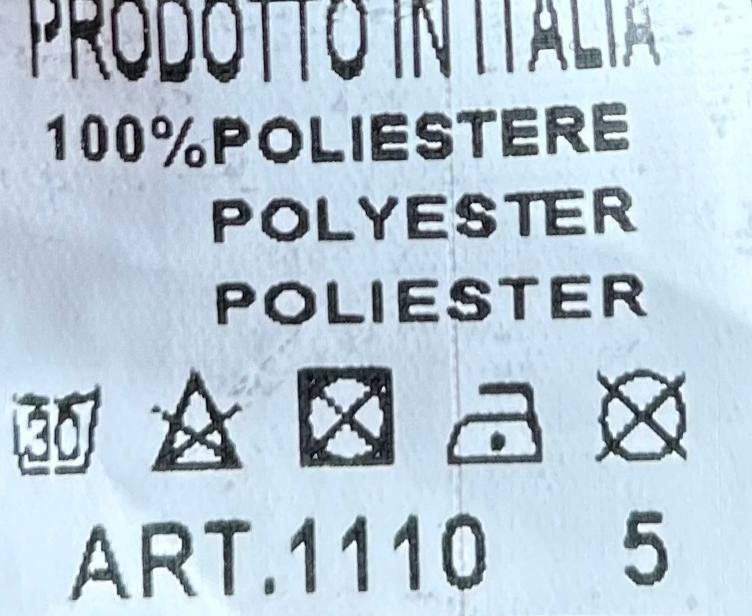 PRODOTTO IN ITALIA
100%POLIESTERE
POLYESTER
POLIESTER
30
ART.1110 5